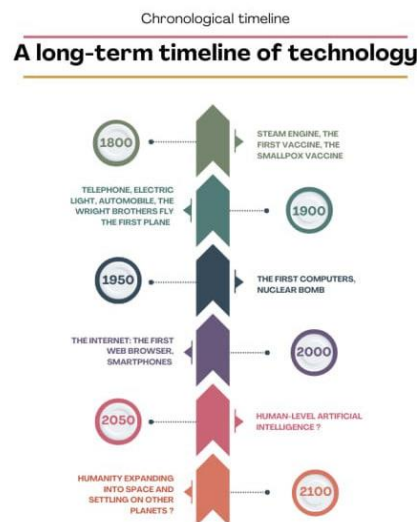 Chronological timeline
A long-term timeline of technology
1800
STEAM ENGINE, THE
FIRST VACCINE, THE
SMALLPOX VACCINE
TELEPHONE, ELECTRIC
LIGHT, AUTOMOBILE, THE
WRIGHT BROTHERS FLY
THE FIRST PLANE
1900
1950
THE FIRST COMPUTERS,
NUCLEAR BOMB
THE INTERNET: THE FIRST
WEB BROWSER,
SMARTPHONES
2000
2050
HUMAN-LEVEL ARTIFICIAL
INTELLIGENCE ?
HUMANITY EXPANDING
INTO SPACE AND
SETTLING ON OTHER
PLANETS ?
2100